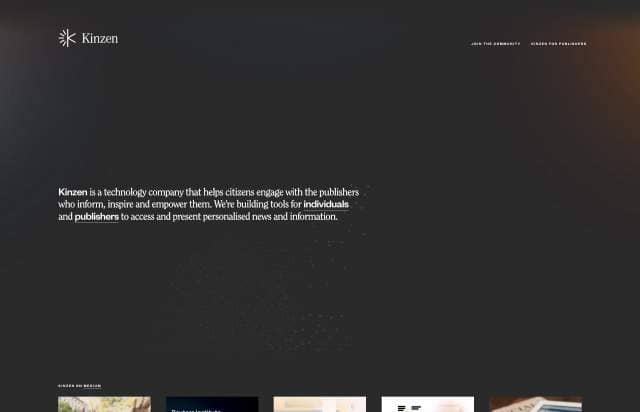 Kinzen
JOIN THE COMMUNITY
KINZEN FOR PUBLISHERS
Kinzen is a technology company that helps citizens engage with the publishers
who inform, inspire and empower them. We're building tools for individuals
and publishers to access and present personalised news and information.
KINZEN ON MEDIUM
Reuters Institute